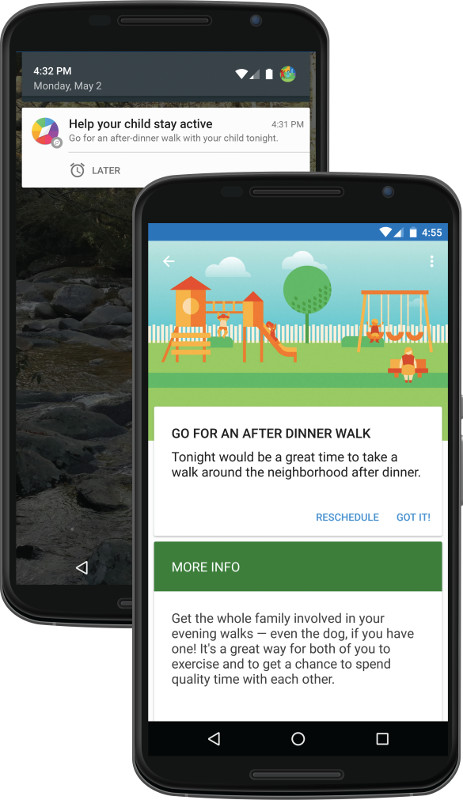 4:32 PM
Monday, May 2
Help your child stay active
4:31 PM
Go for an after-dinner walk with your child tonight.
LATER
4:55
GO FOR AN AFTER DINNER WALK
Tonight would be a great time to take a
walk around the neighborhood after dinner.
RESCHEDULE GOT IT!
MORE INFO
Get the whole family involved in your
evening walks — even the dog, if you have
one! It's a great way for both of you to
exercise and to get a chance to spend
quality time with each other.